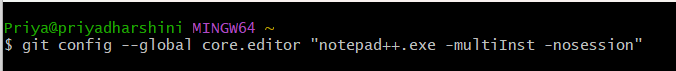 Priya@priyadharshini MINGW64 ~
$ git config --global core.editor "notepad++.exe -multiInst -nosession"